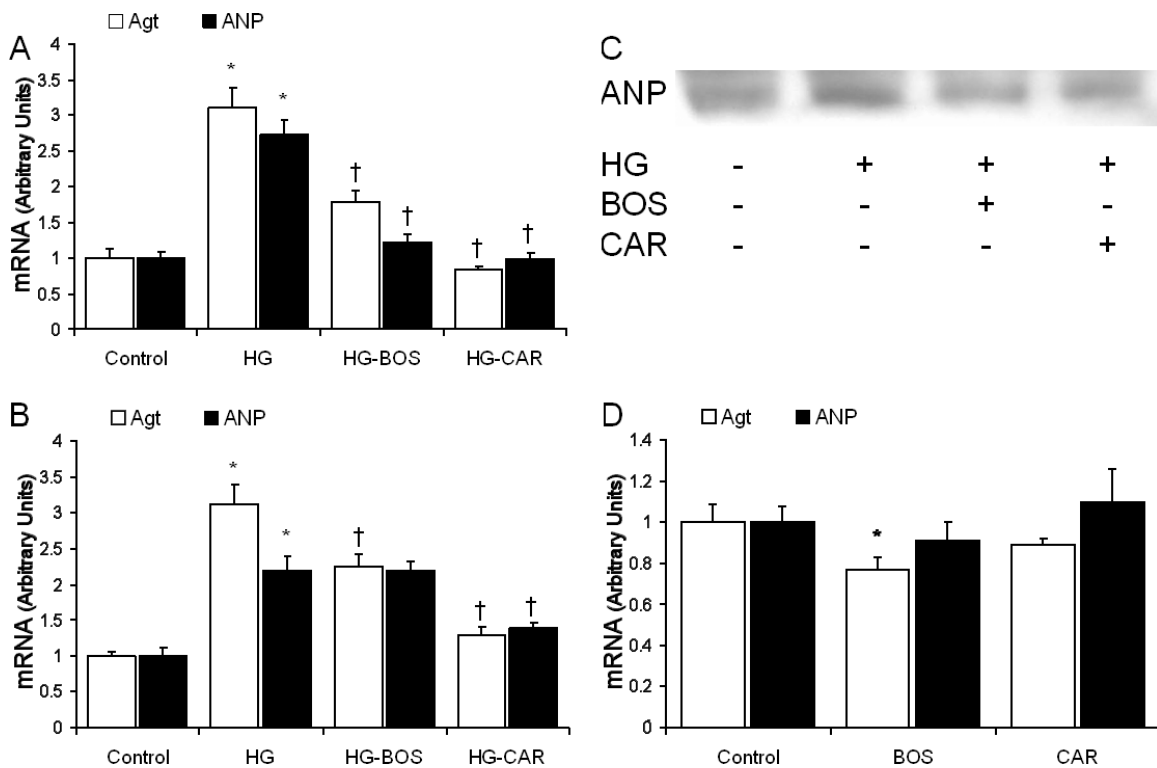 A
Agt ANP
mRNA (Arbitrary Units)
4
3.5
3
2.5
2
1.5
1
0.5
0
*
*
†
†
†
†
Control HG HG-BOS HG-CAR
C
ANP
HG - + + +
BOS - - + -
CAR - - - +
B
Agt ANP
mRNA (Arbitrary Units)
4
3.5
3
2.5
2
1.5
1
0.5
0
*
*
†
†
†
Control HG HG-BOS HG-CAR
D
Agt ANP
mRNA (Arbitrary Units)
1.4
1.2
1
0.8
0.6
0.4
0.2
0
*
Control BOS CAR